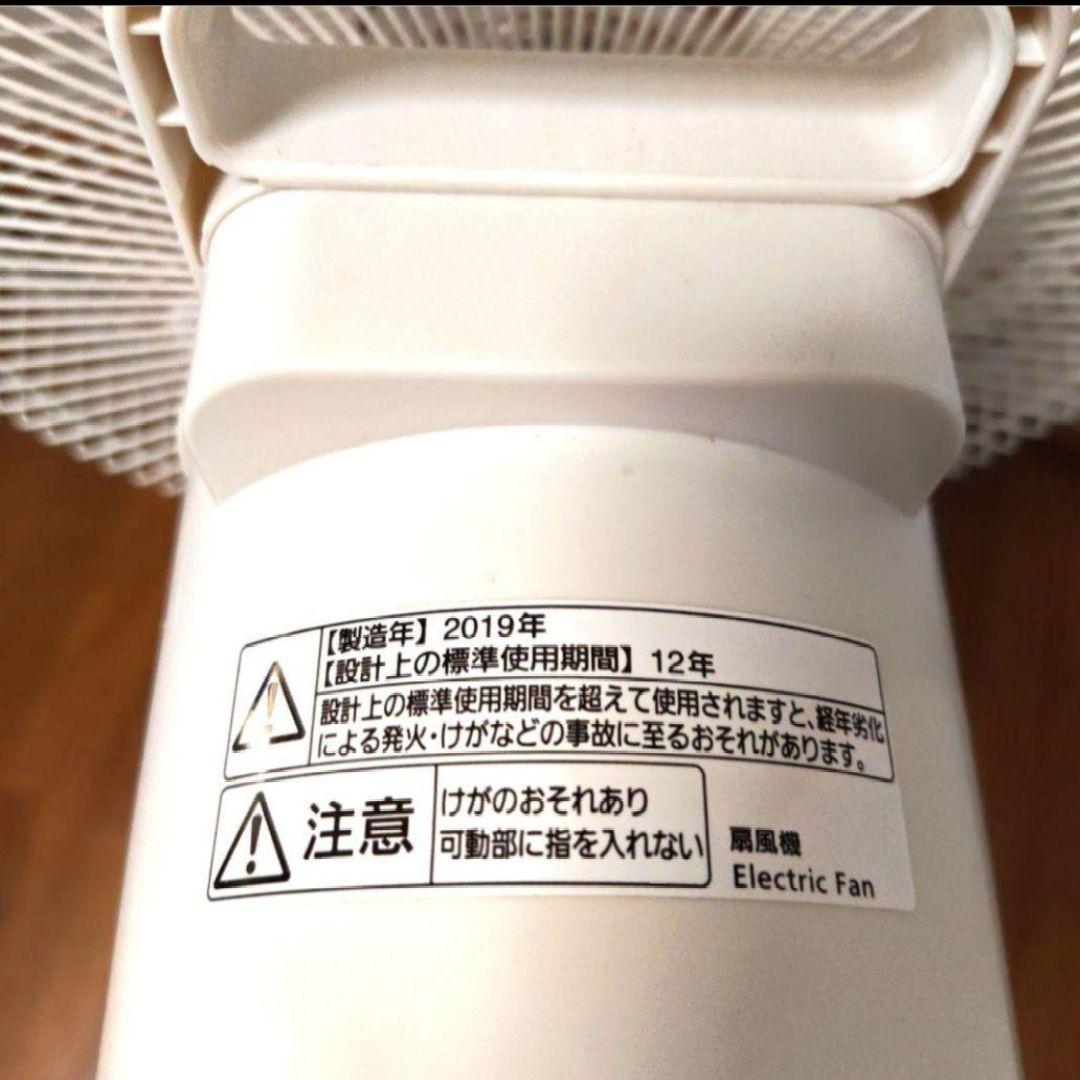 【製造年】2019年
【設計上の標準使用期間】12年
設計上の標準使用期間を超えて使用されますと、経年劣化
による発火・けがなどの事故に至るおそれがあります。
注意
けがのおそれあり
可動部に指を入れない
扇風機
Electric Fan